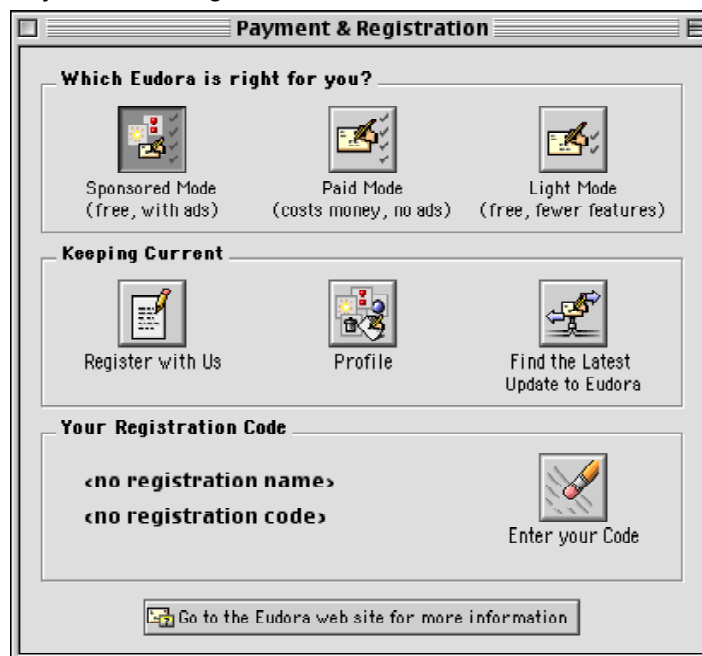 Payment & Registration
Which Eudora is right for you?
Sponsored Mode
(free, with ads)
Paid Mode
(costs money, no ads)
Light Mode
(free, fewer features)
Keeping Current
Register with Us
Profile
Find the Latest
Update to Eudora
Your Registration Code
<no registration name>
<no registration code>
Enter your Code
Go to the Eudora web site for more information